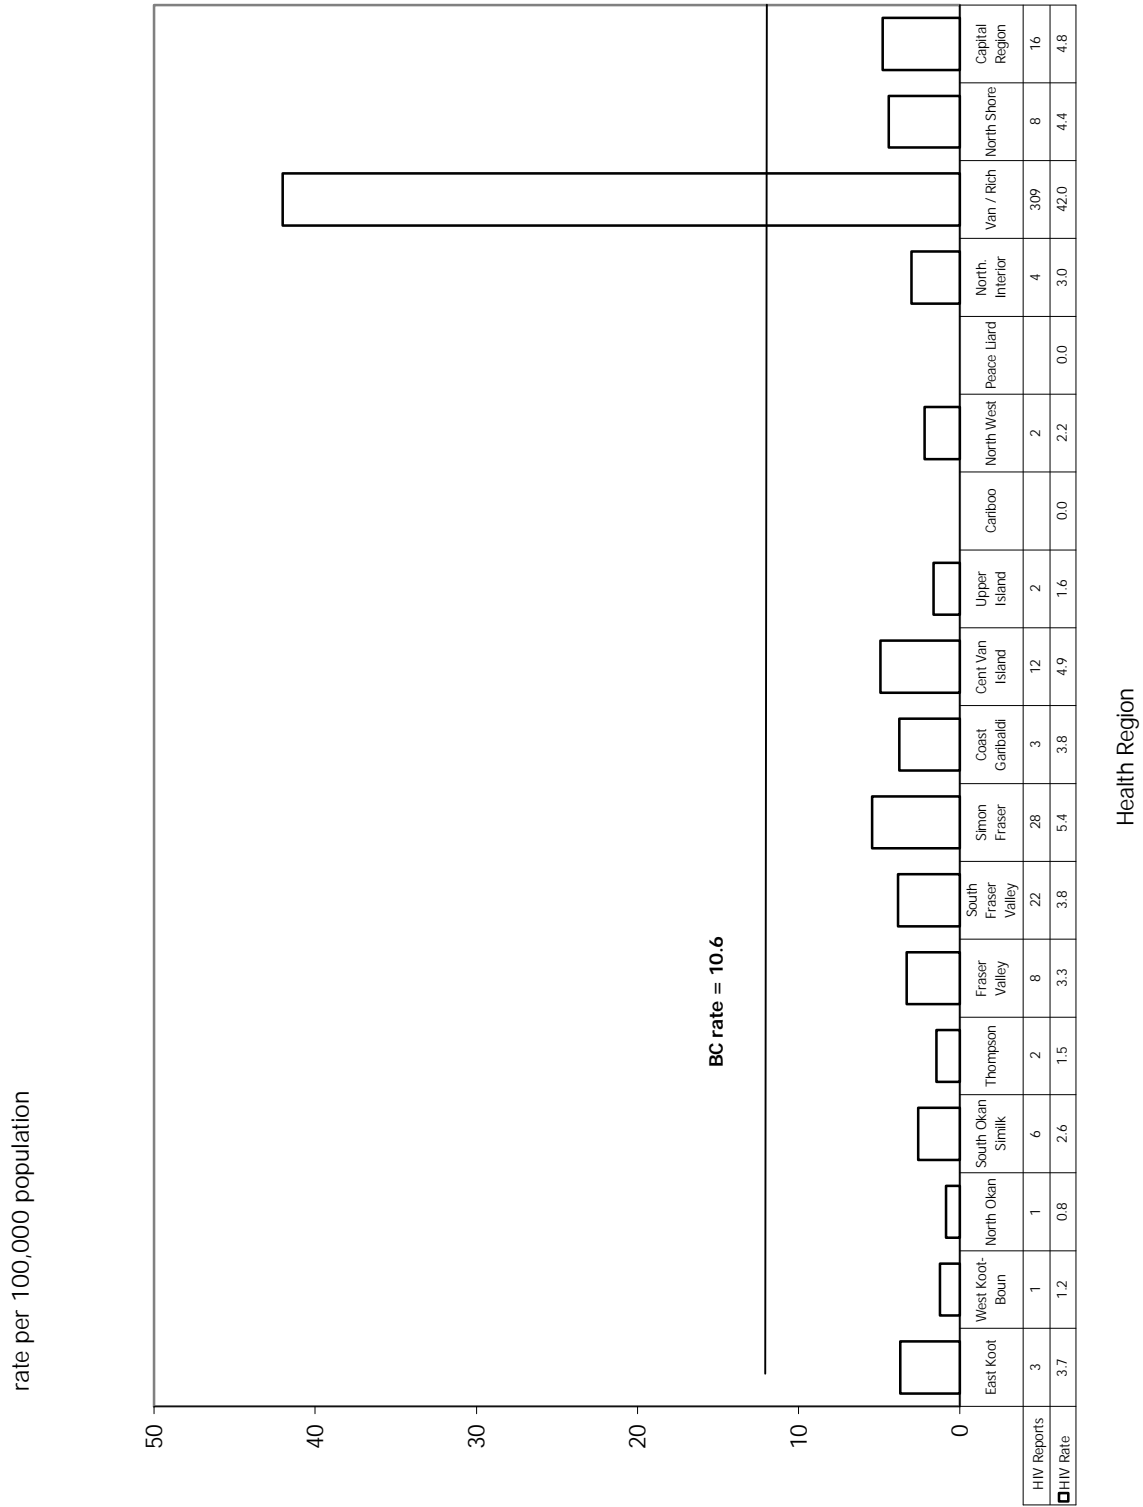 rate per 100,000 population
50
40
30
20
10
0
BC rate = 10.6
East Koot
West Koot-
Boun
North Okan
South Okan
Similk
Thompson
Fraser
Valley
South
Fraser
Valley
Simon
Fraser
Coast
Garibaldi
Cent Van
Island
Upper
Island
Cariboo
North West
Peace Liard
North.
Interior
Van / Rich
North Shore
Capital
Region
HIV Reports 3 1 1 6 2 8 22 28 3 12 2 2 4 309 8 16
HIV Rate 3.7 1.2 0.8 2.6 1.5 3.3 3.8 5.4 3.8 4.9 1.6 0.0 2.2 0.0 3.0 42.0 4.4 4.8
Health Region